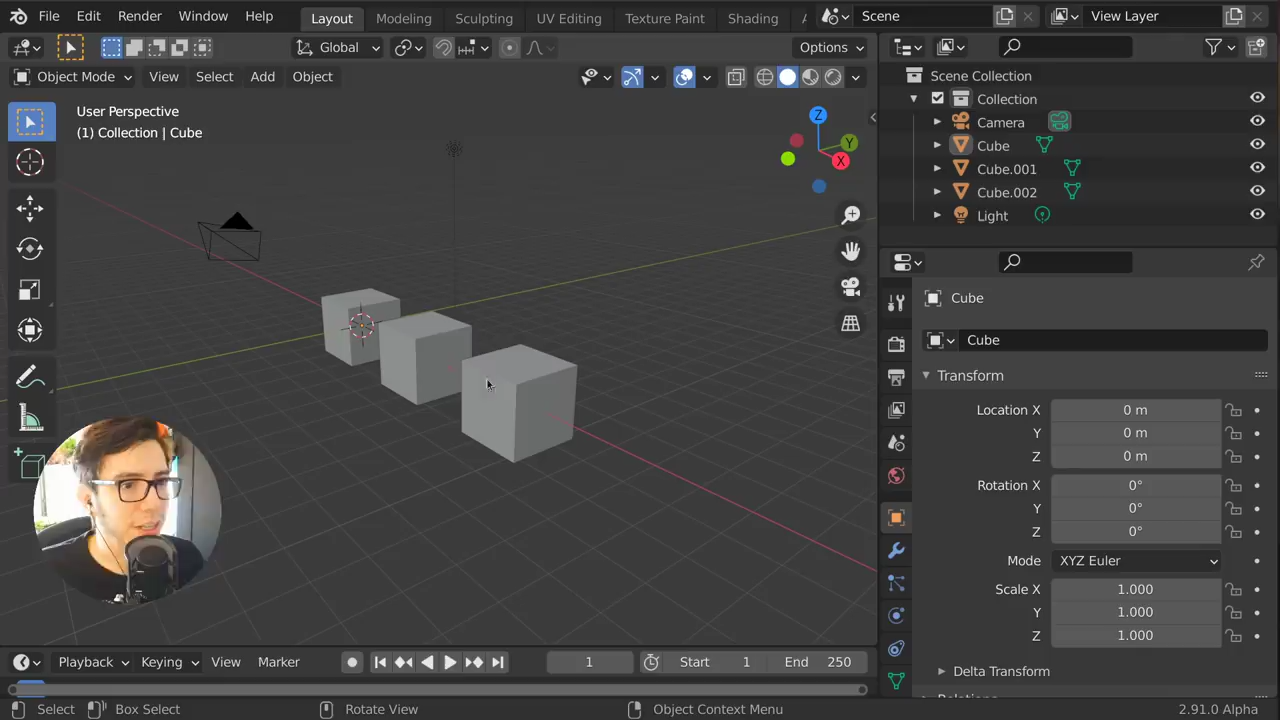 File Edit Render Window Help Layout Modeling Sculpting UV Editing Texture Paint Shading Scene View Layer
Global Options
Object Mode View Select Add Object
User Perspective
(1) Collection | Cube
Z
Y
X
Scene Collection
Collection
Camera
Cube
Cube.001
Cube.002
Light
Cube
Cube
Transform
Location X 0 m
Y 0 m
Z 0 m
Rotation X 0°
Y 0°
Z 0°
Mode XYZ Euler
Scale X 1.000
Y 1.000
Z 1.000
Delta Transform
Playback Keying View Marker 1 Start 1 End 250
Select Box Select Rotate View Object Context Menu 2.91.0 Alpha